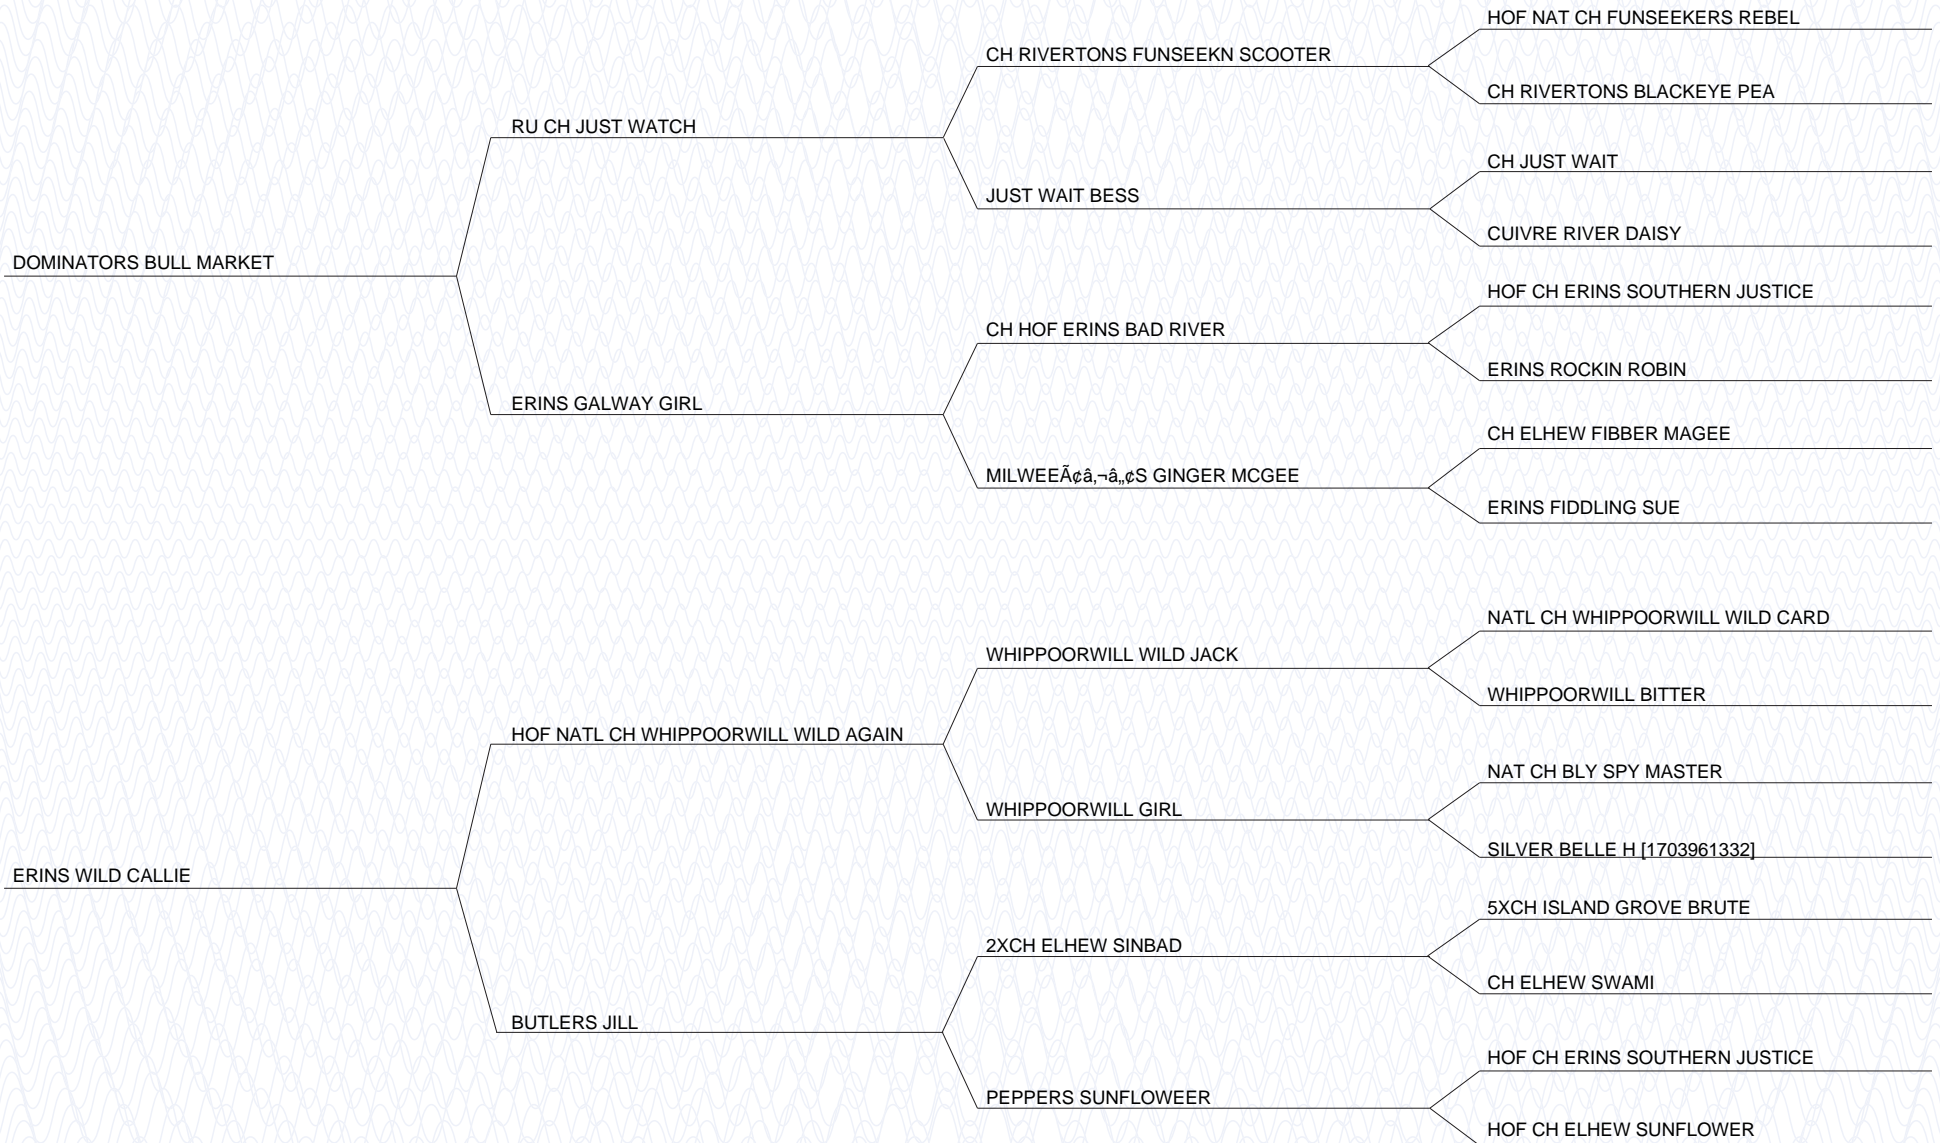 HOF NAT CH FUNSEEKERS REBEL
CH RIVERTONS FUNSEEKN SCOOTER
CH RIVERTONS BLACKEYE PEA
RU CH JUST WATCH
CH JUST WAIT
JUST WAIT BESS
CUIVRE RIVER DAISY
DOMINATORS BULL MARKET
HOF CH ERINS SOUTHERN JUSTICE
CH HOF ERINS BAD RIVER
ERINS ROCKIN ROBIN
ERINS GALWAY GIRL
CH ELHEW FIBBER MAGEE
MILWEEÃ¢â‚¬â„¢S GINGER MCGEE
ERINS FIDDLING SUE
NATL CH WHIPPOORWILL WILD CARD
WHIPPOORWILL WILD JACK
WHIPPOORWILL BITTER
HOF NATL CH WHIPPOORWILL WILD AGAIN
NAT CH BLY SPY MASTER
WHIPPOORWILL GIRL
SILVER BELLE H [1703961332]
ERINS WILD CALLIE
5XCH ISLAND GROVE BRUTE
2XCH ELHEW SINBAD
CH ELHEW SWAMI
BUTLERS JILL
HOF CH ERINS SOUTHERN JUSTICE
PEPPERS SUNFLOWEER
HOF CH ELHEW SUNFLOWER